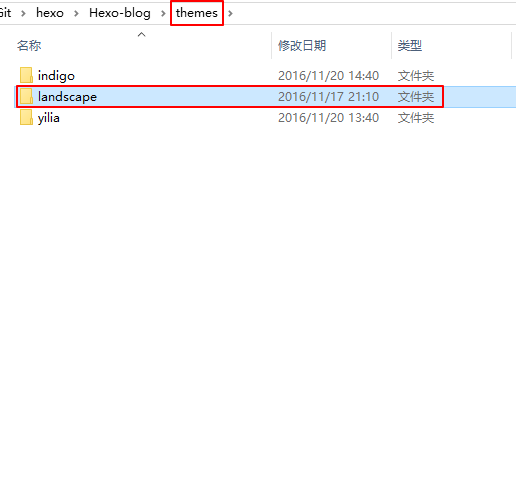 Git > hexo > Hexo-blog > themes >
名称 修改日期 类型
indigo 2016/11/20 14:40 文件夹
landscape 2016/11/17 21:10 文件夹
yilia 2016/11/20 13:40 文件夹